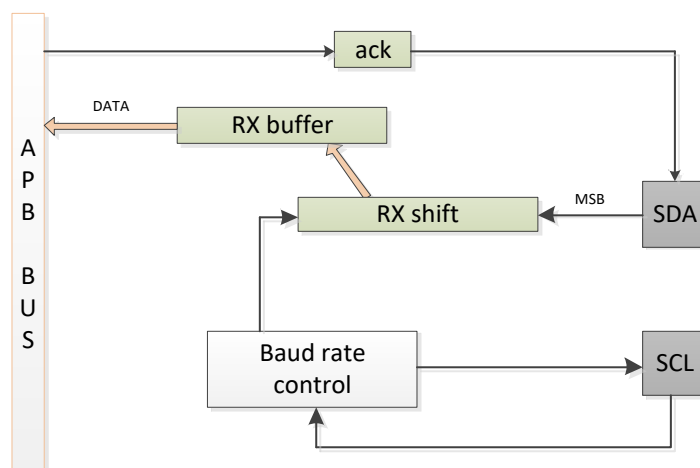 ack
DATA
RX buffer
A
P
B
B
U
S
RX shift
MSB
SDA
Baud rate
control
SCL